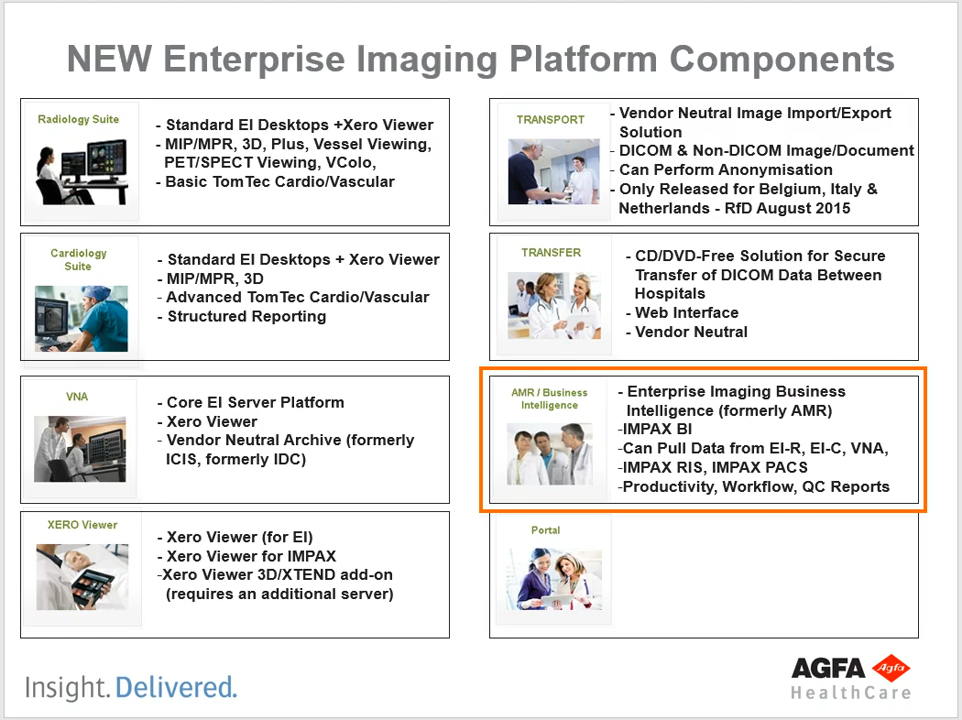 NEW Enterprise Imaging Platform Components
Radiology Suite
- Standard EI Desktops +Xero Viewer
- MIP/MPR, 3D, Plus, Vessel Viewing,
PET/SPECT Viewing, VColo,
- Basic TomTec Cardio/Vascular
Cardiology
Suite
- Standard EI Desktops + Xero Viewer
- MIP/MPR, 3D
- Advanced TomTec Cardio/Vascular
- Structured Reporting
VNA
- Core EI Server Platform
- Xero Viewer
- Vendor Neutral Archive (formerly
ICIS, formerly IDC)
XERO Viewer
- Xero Viewer (for EI)
- Xero Viewer for IMPAX
-Xero Viewer 3D/XTEND add-on
(requires an additional server)
TRANSPORT
- Vendor Neutral Image Import/Export
Solution
- DICOM & Non-DICOM Image/Document
- Can Perform Anonymisation
- Only Released for Belgium, Italy &
Netherlands - RfD August 2015
TRANSFER
- CD/DVD-Free Solution for Secure
Transfer of DICOM Data Between
Hospitals
- Web Interface
- Vendor Neutral
AMR / Business
Intelligence
- Enterprise Imaging Business
Intelligence (formerly AMR)
-IMPAX BI
-Can Pull Data from EI-R, EI-C, VNA,
-IMPAX RIS, IMPAX PACS
-Productivity, Workflow, QC Reports
Portal
Insight. Delivered.
AGFA Agfa
HealthCare